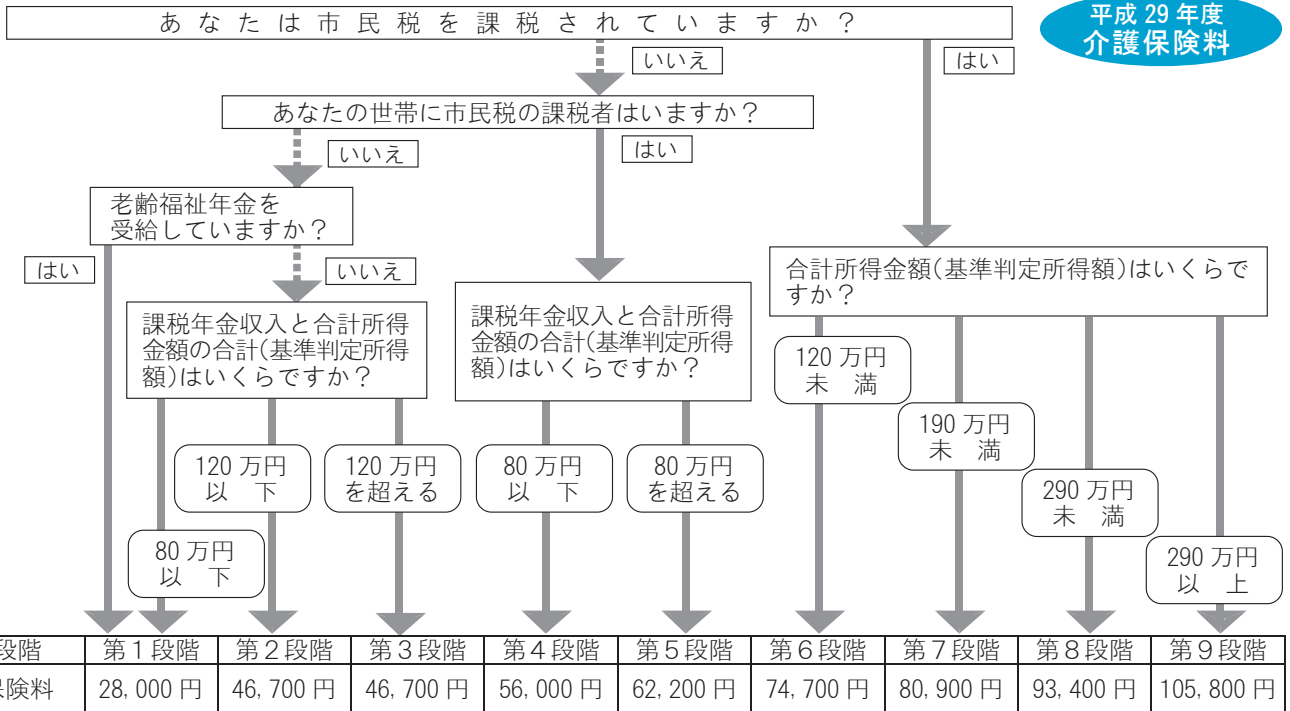 あなたは市民税を課税されていますか？
平成 29 年度
介護保険料
いいえ
はい
あなたの世帯に市民税の課税者はいますか？
いいえ
はい
老齢福祉年金を
受給していますか？
はい
いいえ
合計所得金額(基準判定所得額)はいくらで
すか？
課税年金収入と合計所得
金額の合計(基準判定所得
額)はいくらですか？
課税年金収入と合計所得
金額の合計(基準判定所得
額)はいくらですか？
120 万円
未 満
190 万円
未 満
290 万円
未 満
290 万円
以 上
120 万円
以 下
120 万円
を超える
80 万円
以 下
80 万円
を超える
80 万円
以 下
段階 第１段階 第２段階 第３段階 第４段階 第５段階 第６段階 第７段階 第８段階 第９段階
険料 28,000 円 46,700 円 46,700 円 56,000 円 62,200 円 74,700 円 80,900 円 93,400 円 105,800 円